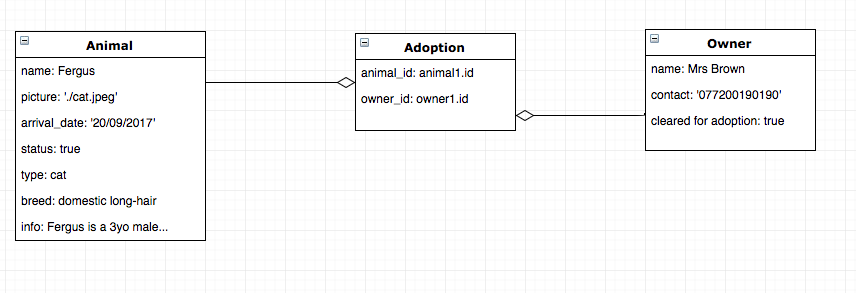 Animal
name: Fergus
picture: './cat.jpeg'
arrival_date: '20/09/2017'
status: true
type: cat
breed: domestic long-hair
info: Fergus is a 3yo male...
Adoption
animal_id: animal1.id
owner_id: owner1.id
Owner
name: Mrs Brown
contact: '077200190190'
cleared for adoption: true